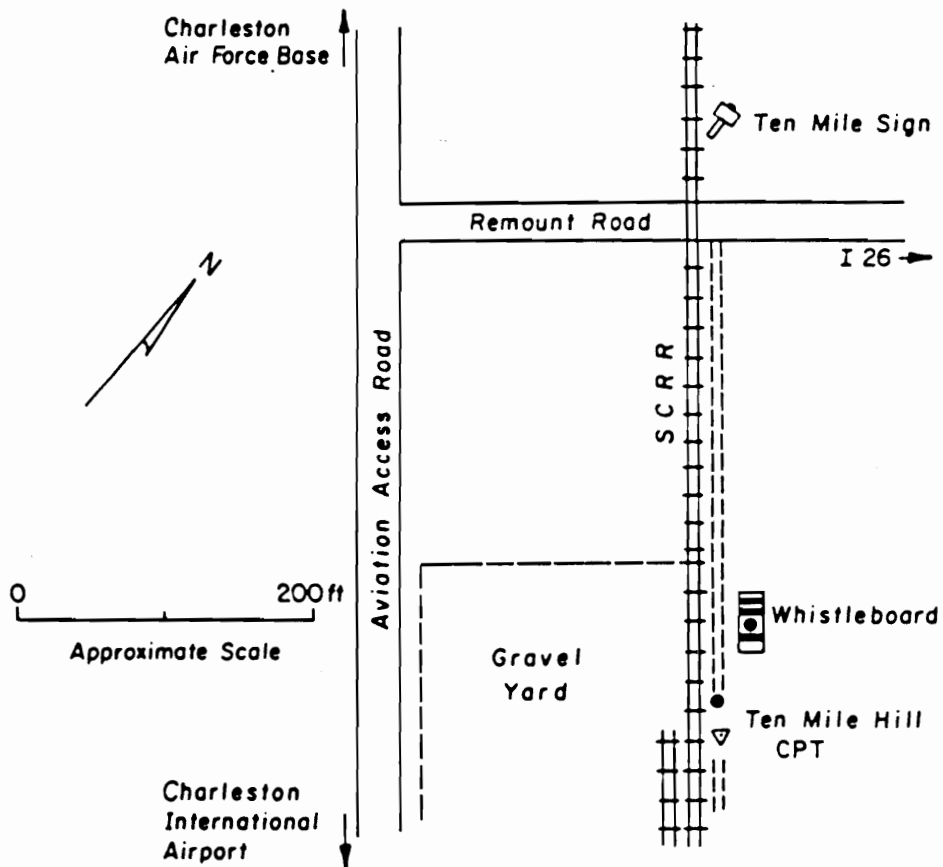 Charleston
Air Force Base
Ten Mile Sign
Remount Road
I 26
N
Aviation Access Road
SCRR
0 200 ft
Approximate Scale
Whistleboard
Gravel
Yard
Ten Mile Hill
CPT
Charleston
International
Airport